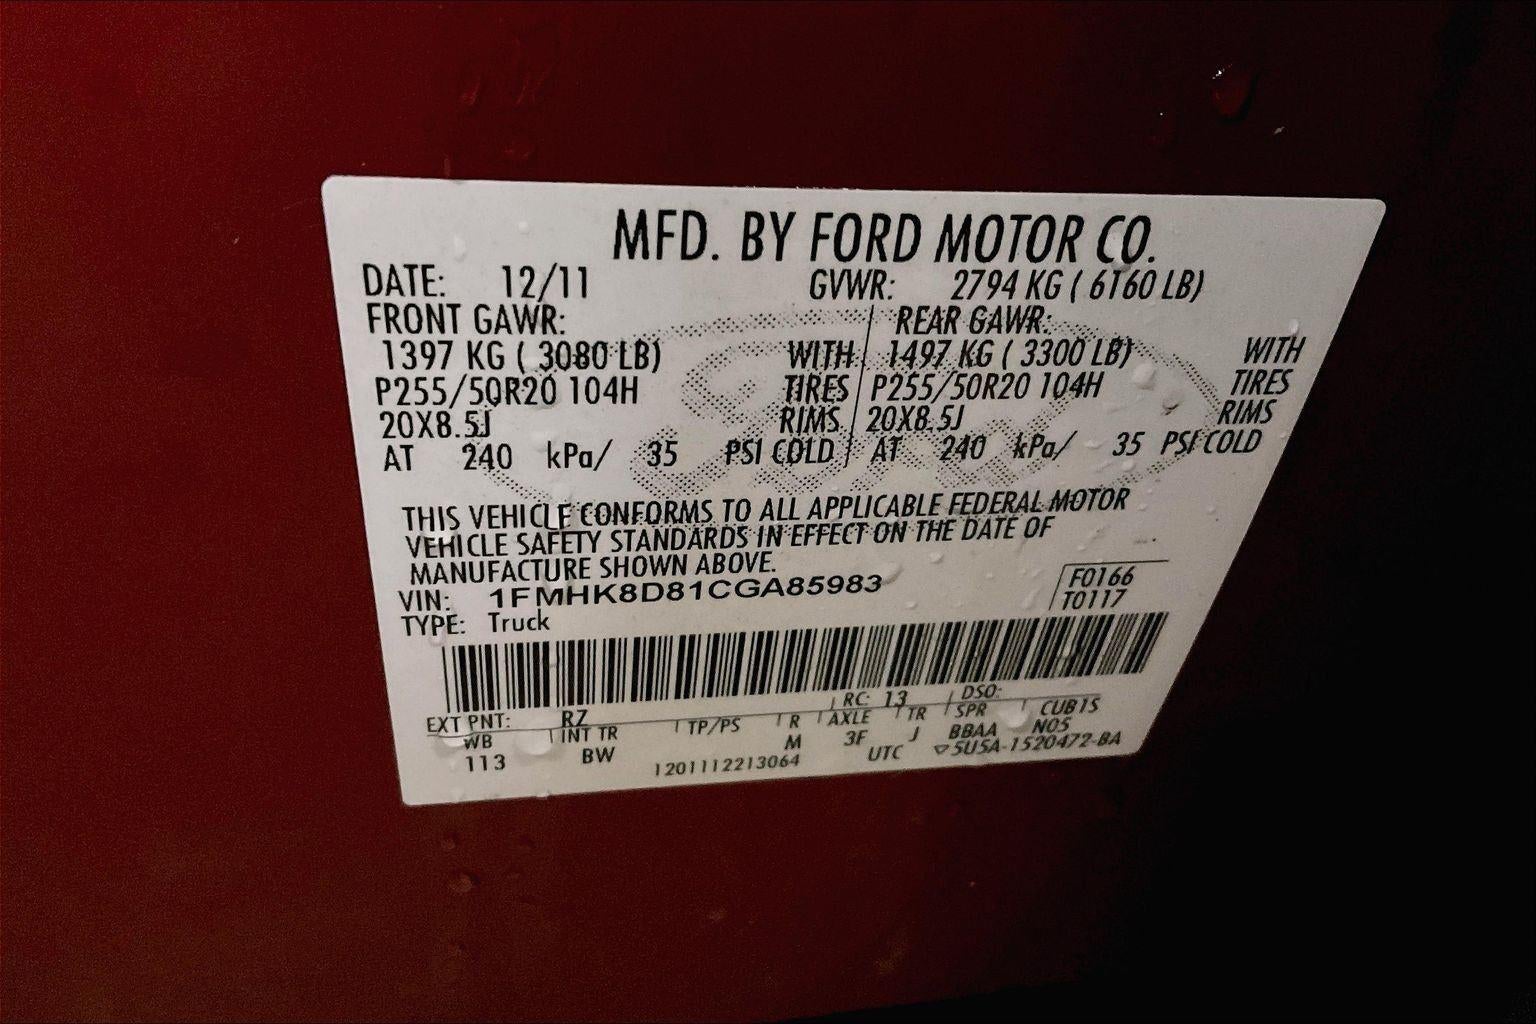 MFD. BY FORD MOTOR CO.
DATE: 12/11 GVWR: 2794 KG ( 6160 LB)
FRONT GAWR: REAR GAWR:
1397 KG ( 3080 LB) WITH 1497 KG ( 3300 LB) WITH
P255/50R20 104H TIRES P255/50R20 104H TIRES
20X8.5J RIMS 20X8.5J RIMS
AT 240 kPa/ 35 PSI COLD AT 240 kPa/ 35 PSI COLD
THIS VEHICLE CONFORMS TO ALL APPLICABLE FEDERAL MOTOR
VEHICLE SAFETY STANDARDS IN EFFECT ON THE DATE OF
MANUFACTURE SHOWN ABOVE.
VIN: 1FMHK8D81CGA85983 F0166
TYPE: Truck T0117
EXT PNT: RZ RC: 13 DSO:
WB INT TR TP/PS R AXLE TR SPR CUB1S
113 BW M 3F J BBAA N05
1201112213064 UTC ▽5U5A-1520472-BA
Ford